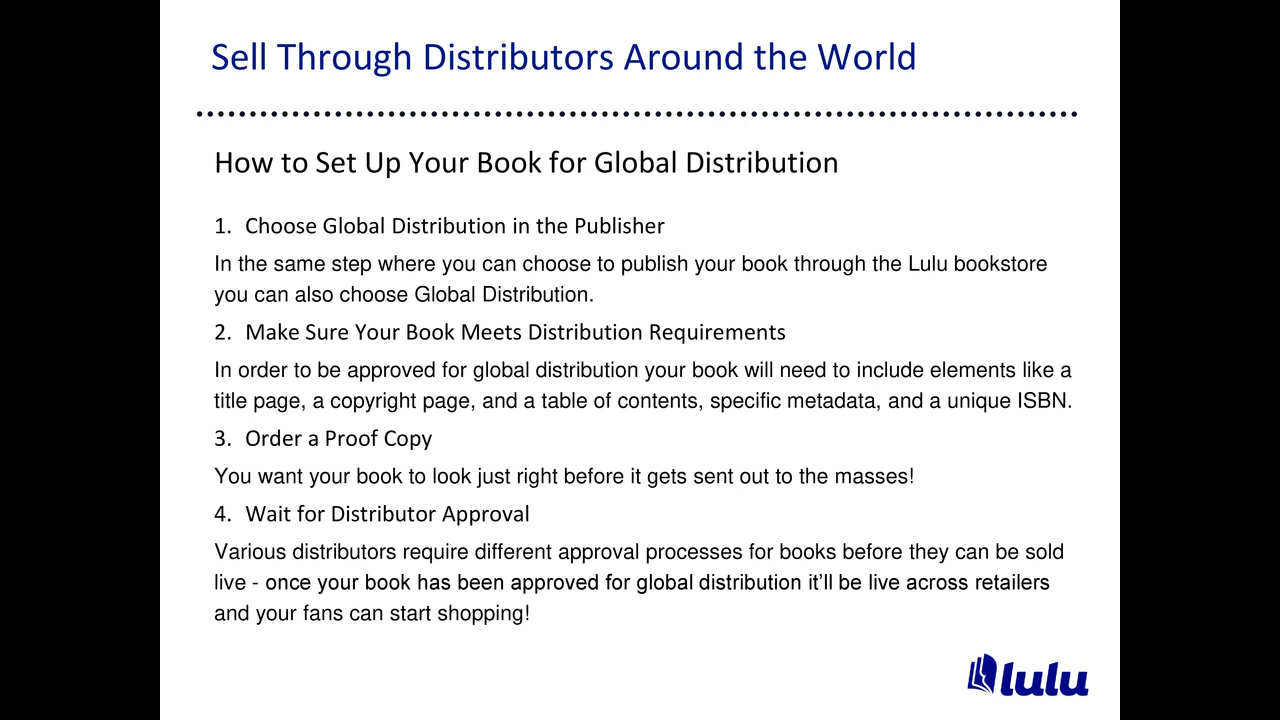 Sell Through Distributors Around the World
How to Set Up Your Book for Global Distribution
1. Choose Global Distribution in the Publisher
In the same step where you can choose to publish your book through the Lulu bookstore
you can also choose Global Distribution.
2. Make Sure Your Book Meets Distribution Requirements
In order to be approved for global distribution your book will need to include elements like a
title page, a copyright page, and a table of contents, specific metadata, and a unique ISBN.
3. Order a Proof Copy
You want your book to look just right before it gets sent out to the masses!
4. Wait for Distributor Approval
Various distributors require different approval processes for books before they can be sold
live - once your book has been approved for global distribution it’ll be live across retailers
and your fans can start shopping!
lulu